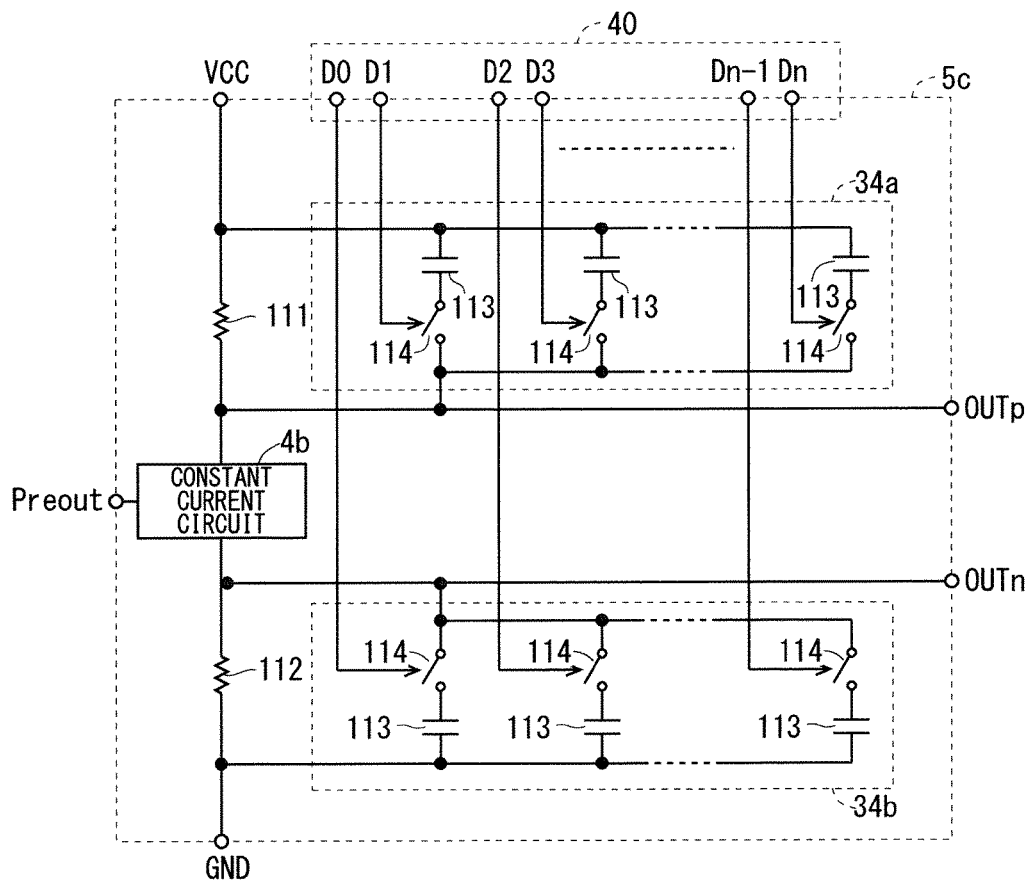 40
VCC D0 D1 D2 D3 Dn-1 Dn 5c
34a
113 113 113
111
114 114 114
OUTp
4b
CONSTANT
CURRENT
CIRCUIT
Preout
OUTn
114 114 114
112
113 113 113
34b
GND